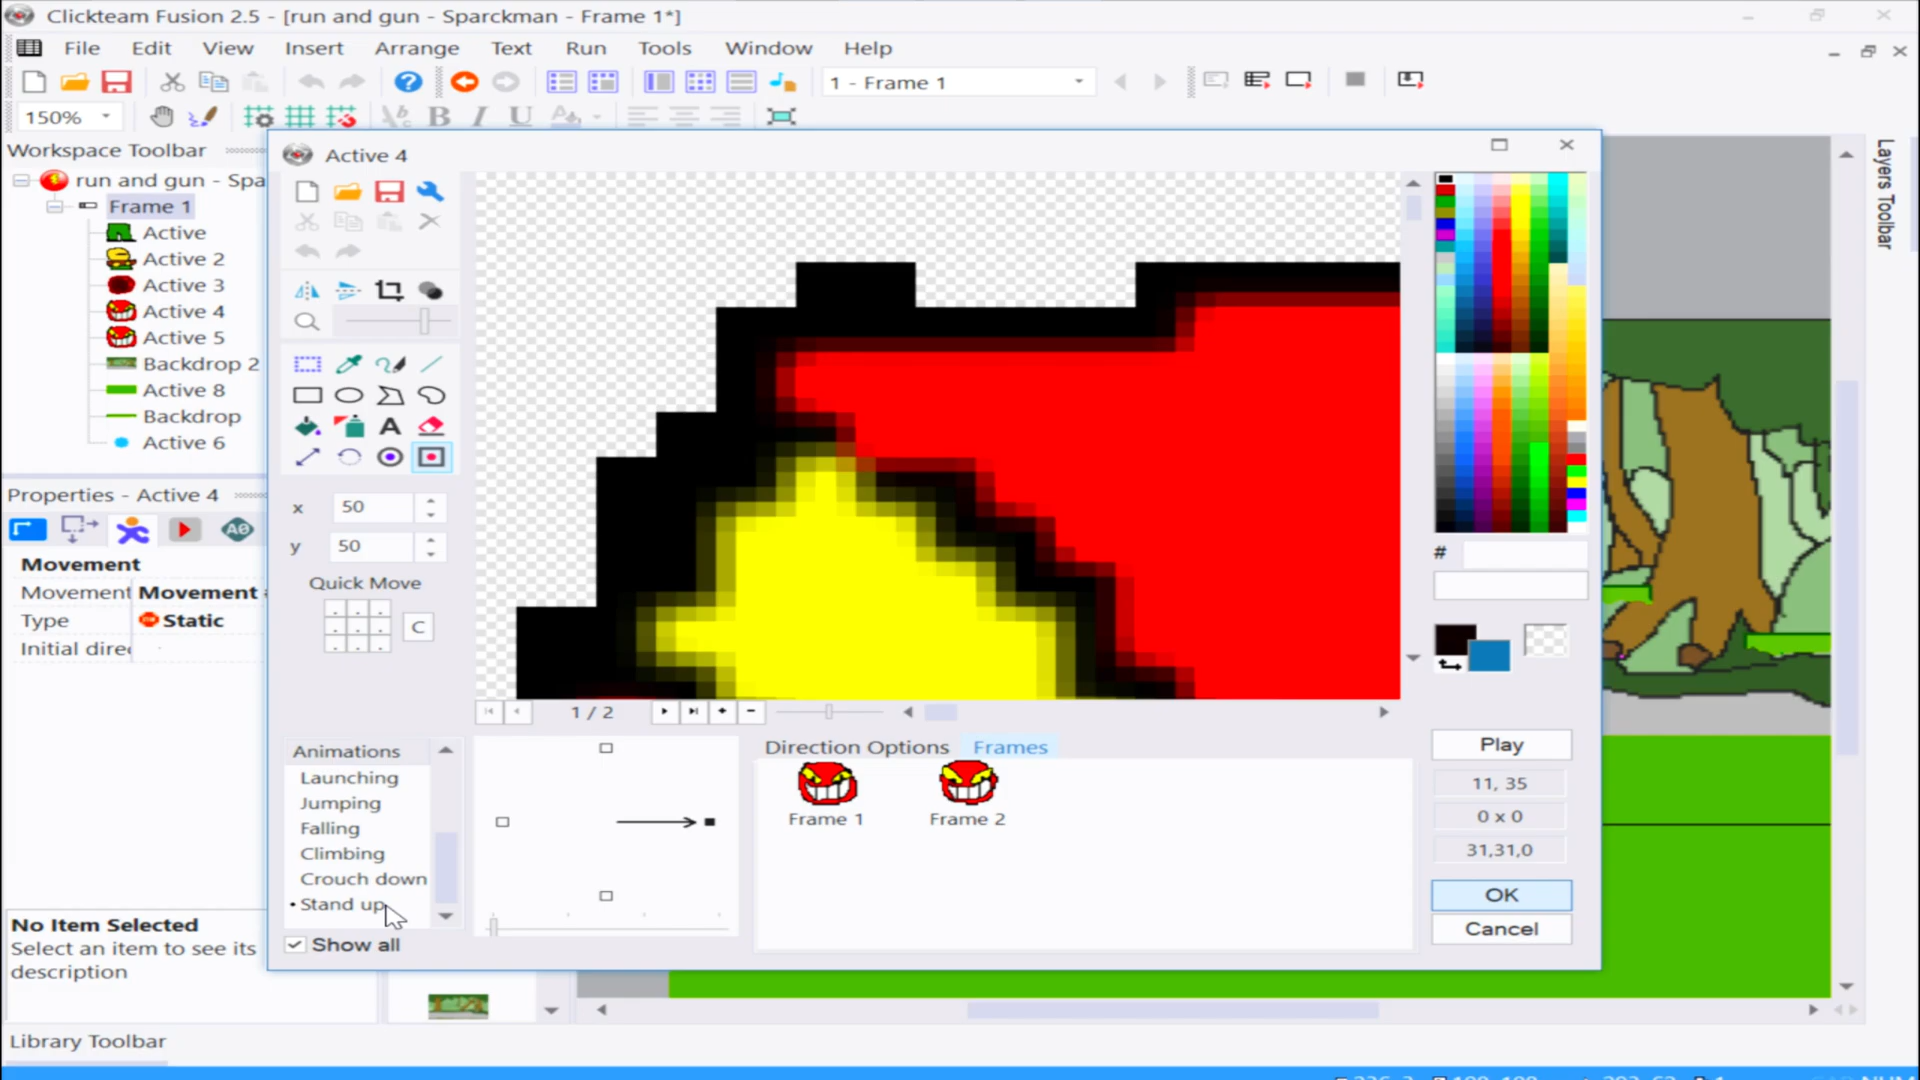 Clickteam Fusion 2.5 - [run and gun - Sparckman - Frame 1*]
File Edit View Insert Arrange Text Run Tools Window Help
1 - Frame 1
150%
B I U
Workspace Toolbar
run and gun - Spa
Frame 1
Active
Active 2
Active 3
Active 4
Active 5
Backdrop 2
Active 8
Backdrop
Active 6
Properties - Active 4
Movement
Movement Movement
Type Static
Initial dire
No Item Selected
Select an item to see its
description
Library Toolbar
Active 4
A
x 50
y 50
Quick Move
C
1 / 2
Animations
Launching
Jumping
Falling
Climbing
Crouch down
• Stand up
Show all
Direction Options Frames
Frame 1 Frame 2
#
Play
11, 35
0 x 0
31,31,0
OK
Cancel
Layers Toolbar